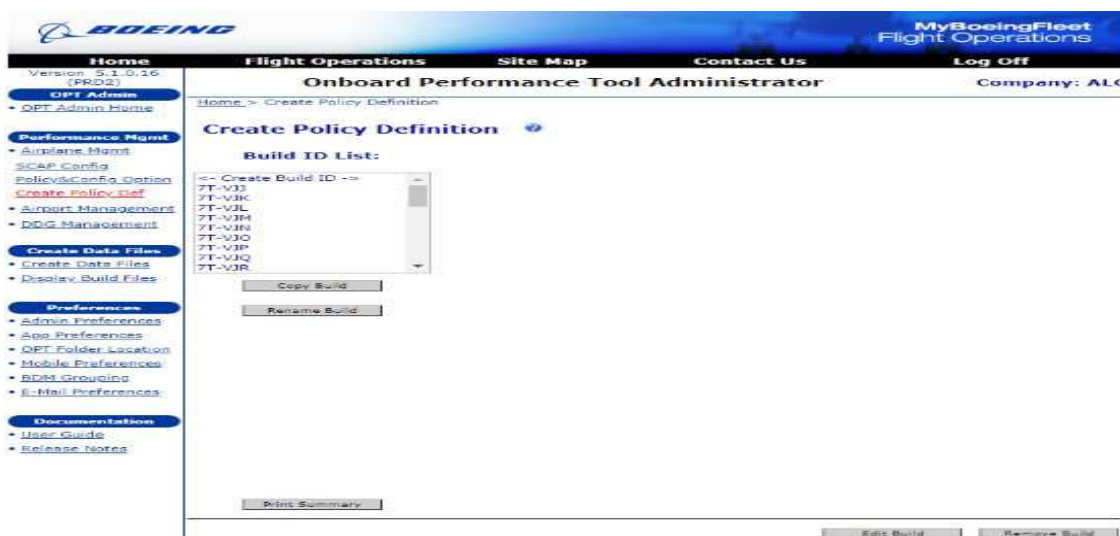 BOEING
MyBoeingFleet
Flight Operations
Home Flight Operations Site Map Contact Us Log Off
Version 5.1.0.16
(PRD2)
Onboard Performance Tool Administrator
Company: ALG
OPT Admin
• OPT Admin Home
Home > Create Policy Definition
Create Policy Definition
Performance Mgmt
• Airplane Mgmt
SCAP Config
Policy&Config Option
Create Policy Def
• Airport Management
• DDG Management
Build ID List:
<- Create Build ID ->
7T-VJJ
7T-VJK
7T-VJL
7T-VJM
7T-VJN
7T-VJO
7T-VJP
7T-VJQ
7T-VJR
Create Data Files
• Create Data Files
• Display Build Files
Copy Build
Rename Build
Preferences
• Admin Preferences
• App Preferences
• OPT Folder Location
• Mobile Preferences
• BDM Grouping
• E-Mail Preferences
Documentation
• User Guide
• Release Notes
Print Summary
Edit Build Remove Build